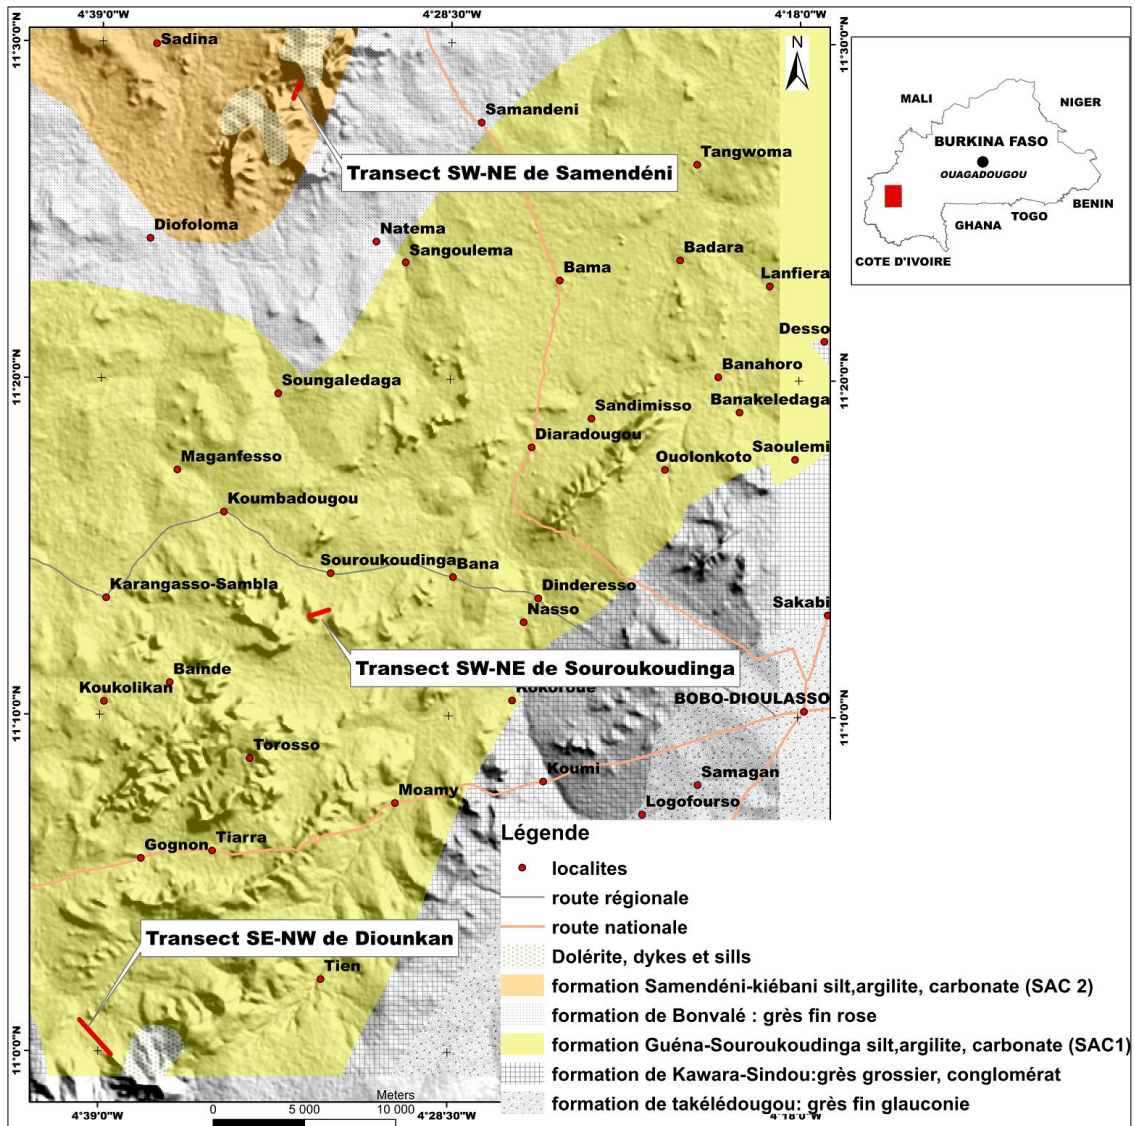 4°39'0"W
4°28'30"W
4°18'0"W
11°30'0"N
11°30'0"N
Sadina
N
Samandeni
Tangwoma
Transect SW-NE de Samendéni
Diofoloma
Natema
Sangoulema
Badara
Bama
Lanfiera
Desso
11°20'0"N
11°20'0"N
Soungaledaga
Banahoro
Banakeledaga
Sandimisso
Diaradougou
Saoulemi
Maganfesso
Ouolonkoto
Koumbadougou
Souroukoudinga
Bana
Karangasso-Sambla
Dinderesso
Nasso
Sakabi
Transect SW-NE de Souroukoudinga
Bainde
Koukolikan
Kokoroue
BOBO-DIOULASSO
11°10'0"N
11°10'0"N
Torosso
Koumi
Samagan
Moamy
Logofourso
Gognon
Tiarra
Transect SE-NW de Diounkan
Tien
11°0'0"N
4°39'0"W
4°28'30"W
4°18'0"W
Meters
0
5 000
10 000
Légende
localites
route régionale
route nationale
Dolérite, dykes et sills
formation Samendéni-kiébani silt,argilite, carbonate (SAC 2)
formation de Bonvalé : grès fin rose
formation Guéna-Souroukoudinga silt,argilite, carbonate (SAC1)
formation de Kawara-Sindou:grès grossier, conglomérat
formation de takélédougou: grès fin glauconie
MALI
NIGER
BURKINA FASO
OUAGADOUGOU
BENIN
TOGO
GHANA
COTE D'IVOIRE